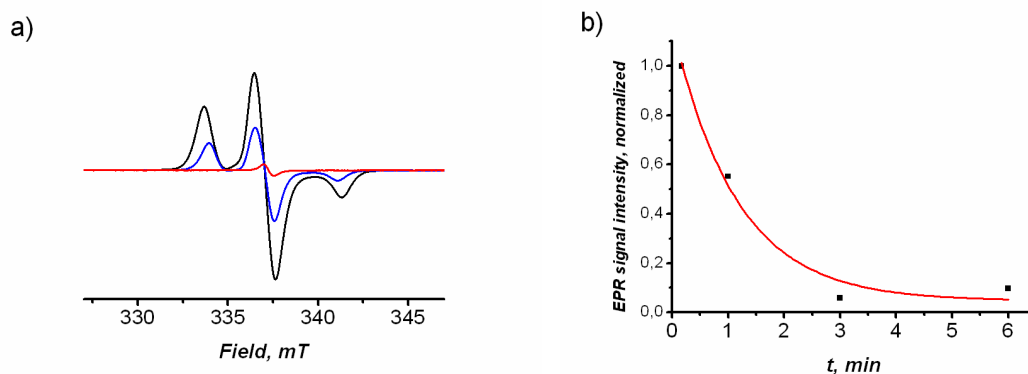 a)
330 335 340 345
Field, mT
b)
EPR signal intensity, normalized
1,0
0,8
0,6
0,4
0,2
0,0
0 1 2 3 4 5 6
t, min